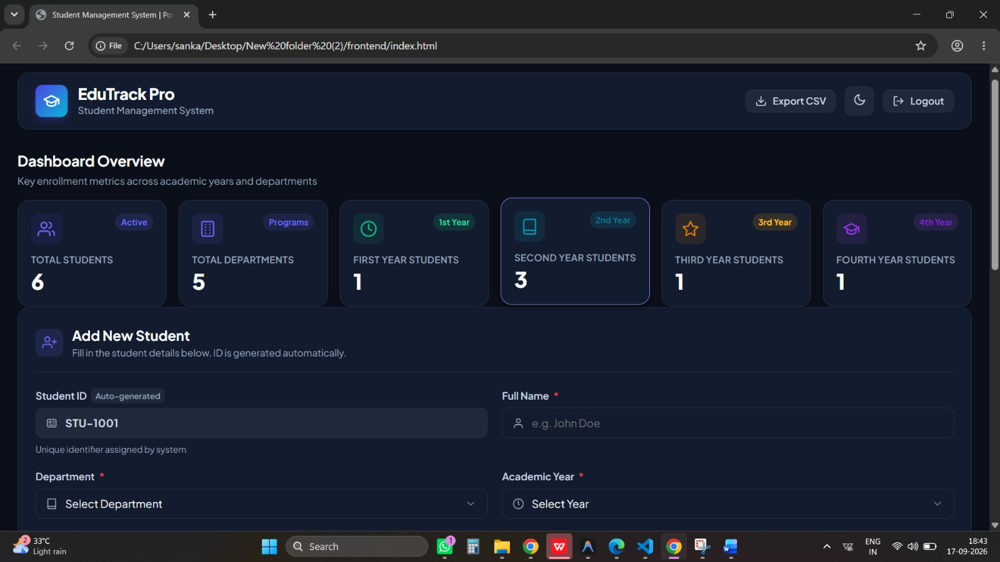 Student Management System | Po
File
C:/Users/sanka/Desktop/New%20folder%20(2)/frontend/index.html
EduTrack Pro
Student Management System
Export CSV
Logout
Dashboard Overview
Key enrollment metrics across academic years and departments
Active
TOTAL STUDENTS
6
Programs
TOTAL DEPARTMENTS
5
1st Year
FIRST YEAR STUDENTS
1
2nd Year
SECOND YEAR STUDENTS
3
3rd Year
THIRD YEAR STUDENTS
1
4th Year
FOURTH YEAR STUDENTS
1
Add New Student
Fill in the student details below. ID is generated automatically.
Student ID Auto-generated
STU-1001
Unique identifier assigned by system
Full Name *
e.g. John Doe
Department *
Select Department
Academic Year *
Select Year
2
33°C
Light rain
Search
1
ENG
IN
18:43
17-09-2026